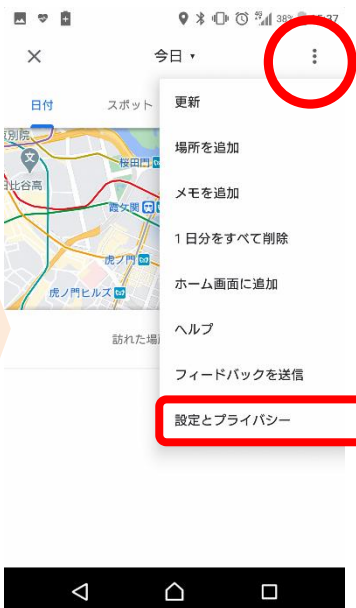 38%
今日
日付
スポット
更新
場所を追加
メモを追加
1日分をすべて削除
ホーム画面に追加
ヘルプ
フィードバックを送信
設定とプライバシー
桜田門
日比谷高
霞ケ関
虎ノ門
虎ノ門ヒルズ
訪れた場